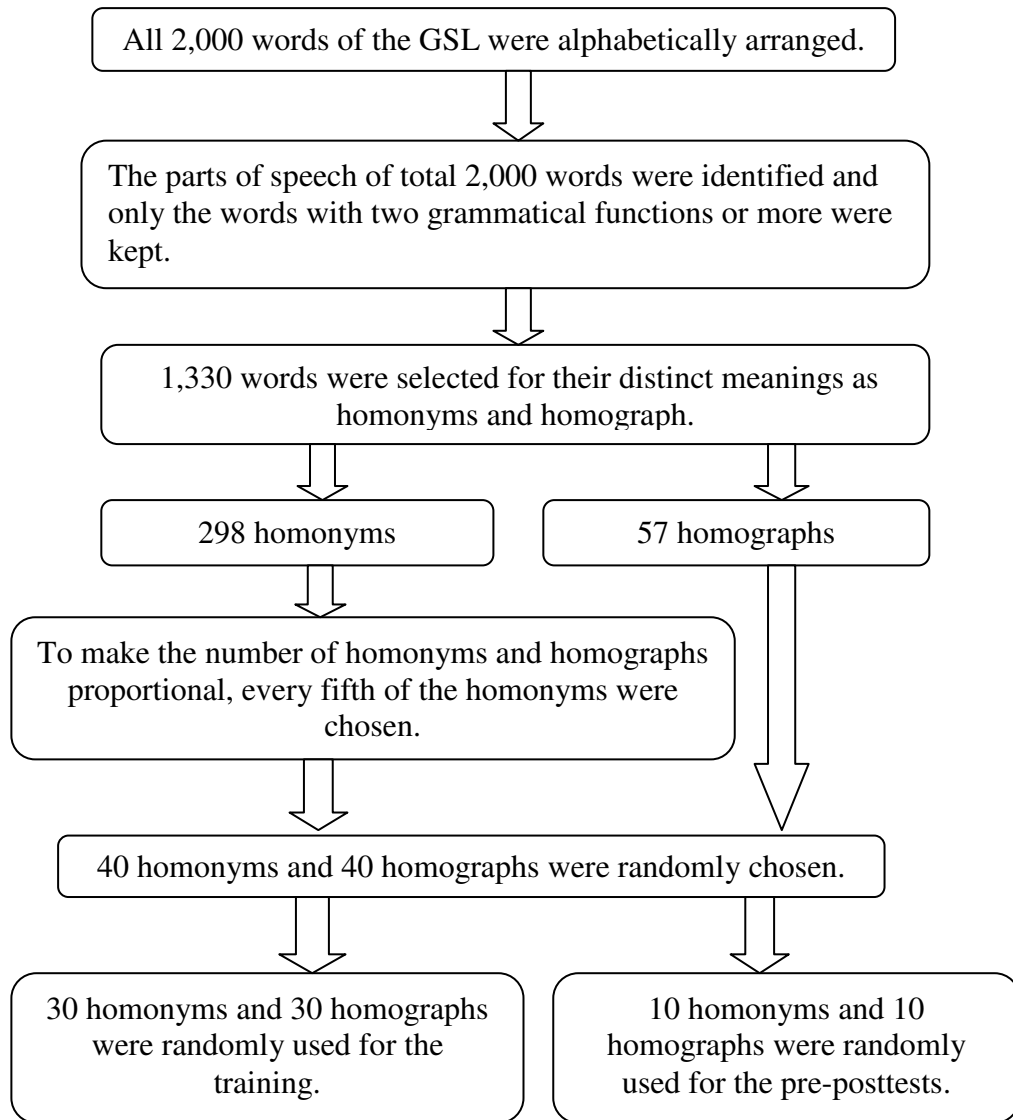 All 2,000 words of the GSL were alphabetically arranged.
The parts of speech of total 2,000 words were identified and
only the words with two grammatical functions or more were
kept.
1,330 words were selected for their distinct meanings as
homonyms and homograph.
298 homonyms
57 homographs
To make the number of homonyms and homographs
proportional, every fifth of the homonyms were
chosen.
40 homonyms and 40 homographs were randomly chosen.
30 homonyms and 30 homographs
were randomly used for the
training.
10 homonyms and 10
homographs were randomly
used for the pre-posttests.